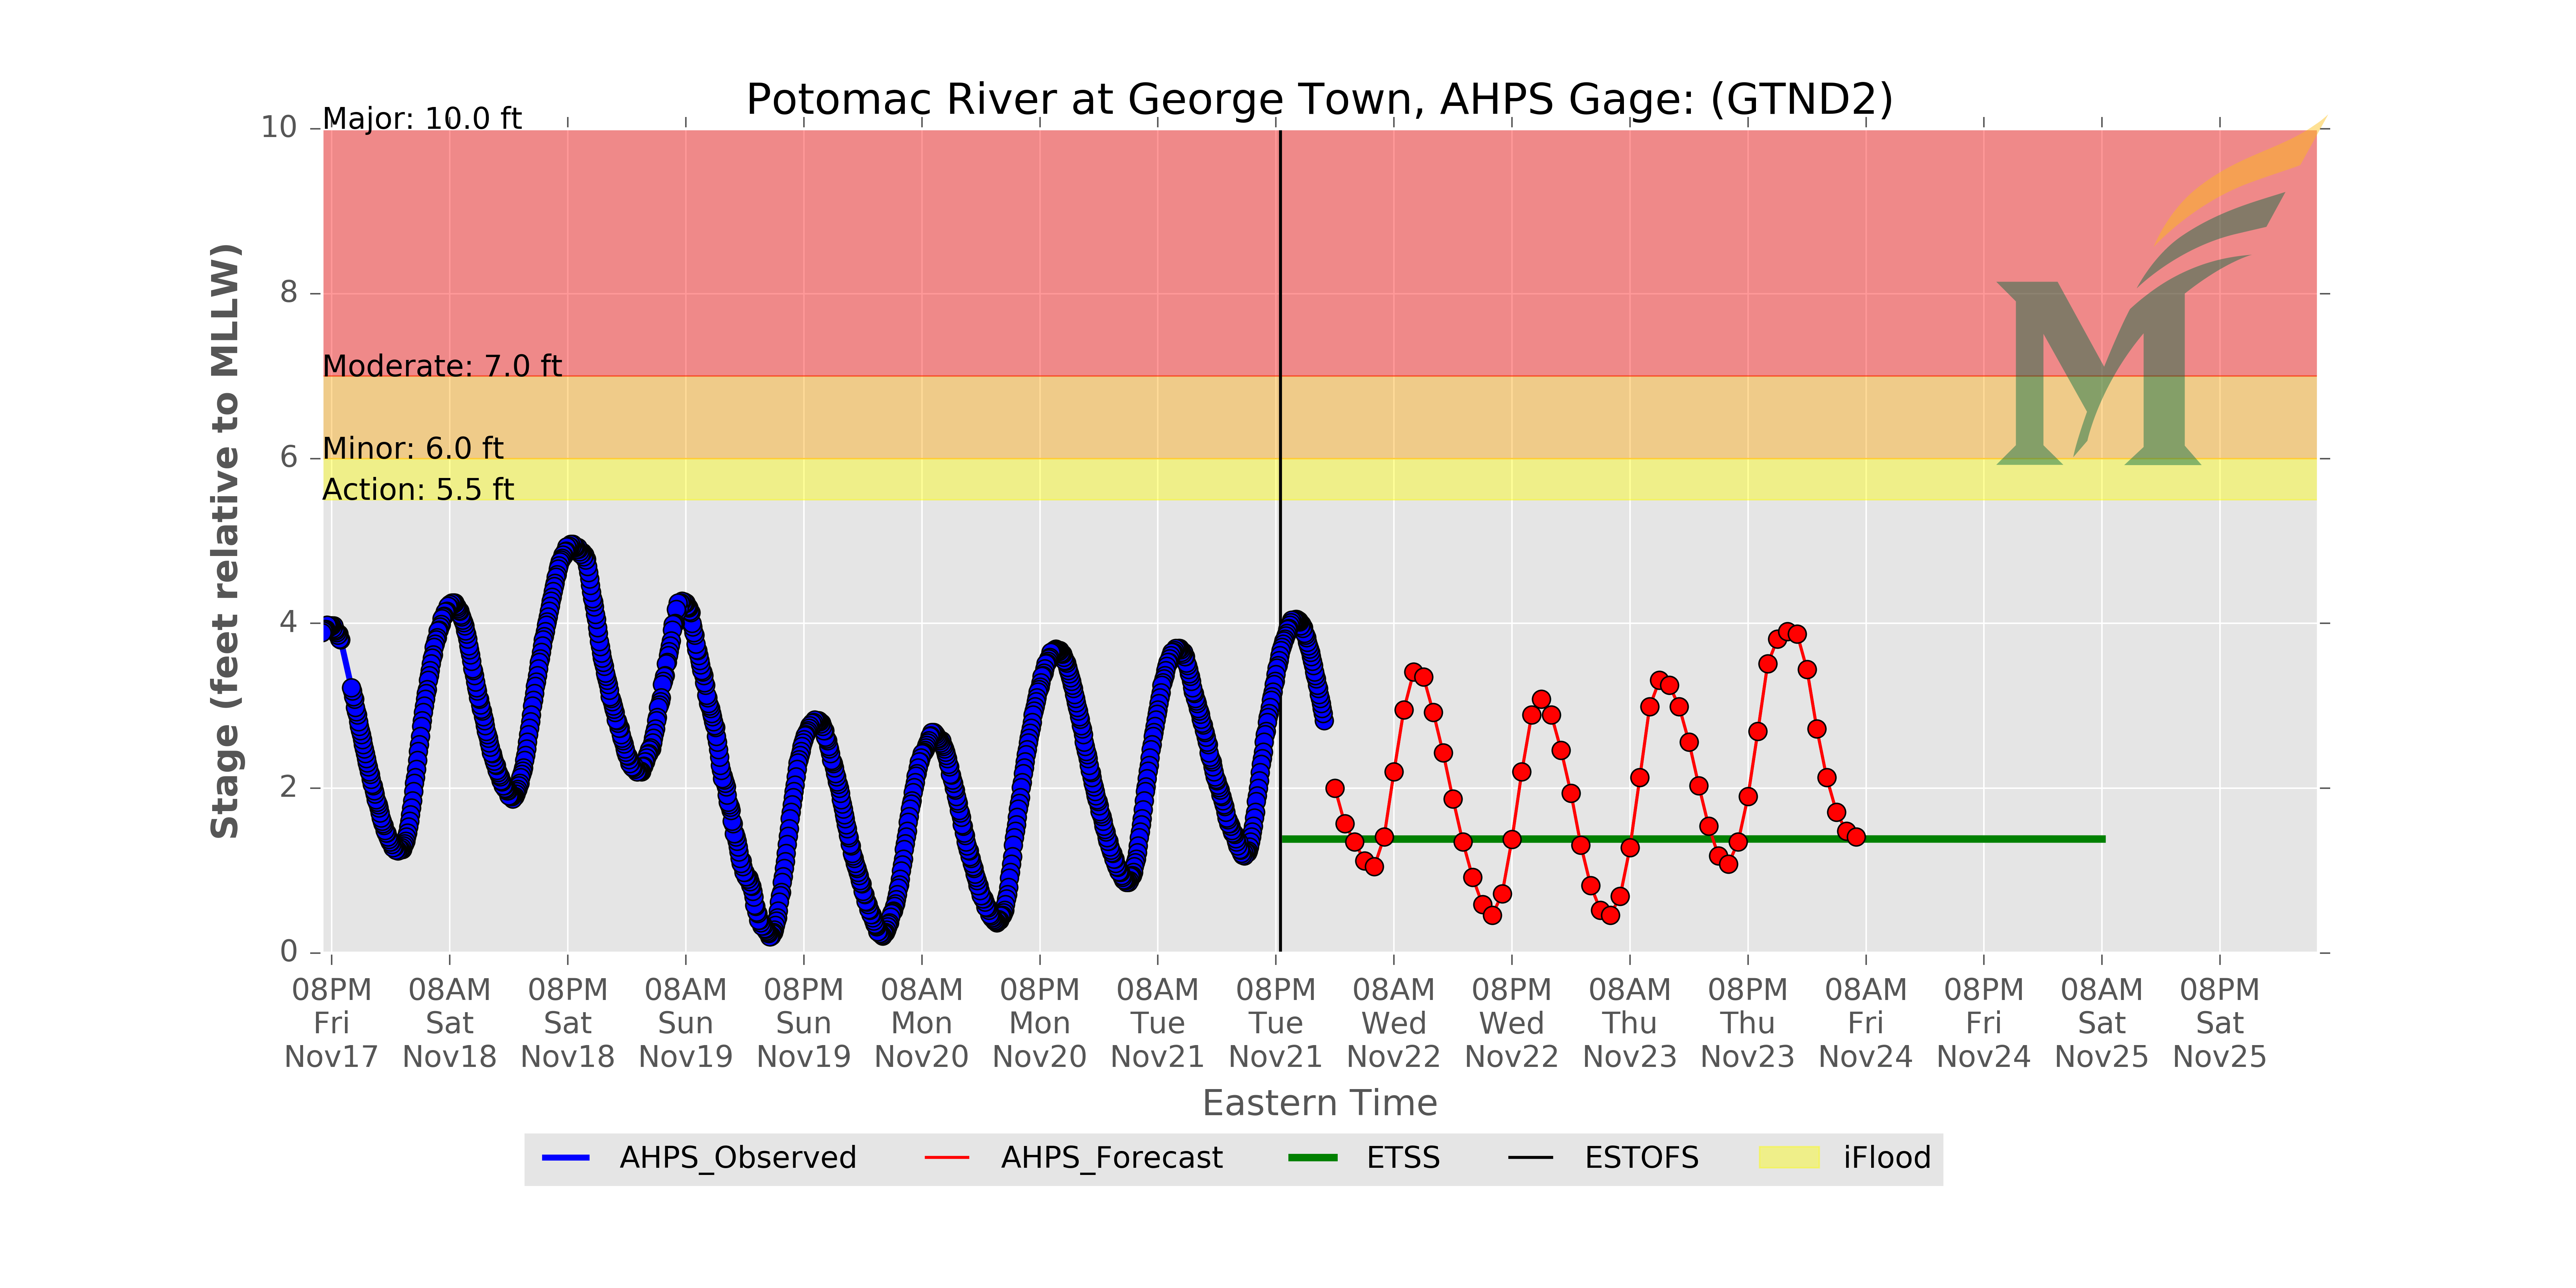 Potomac River at George Town, AHPS Gage: (GTND2)
Major: 10.0 ft
Moderate: 7.0 ft
Minor: 6.0 ft
Action: 5.5 ft
10
8
6
4
2
0
Stage (feet relative to MLLW)
08PM 08AM 08PM 08AM 08PM 08AM 08PM 08AM 08PM 08AM 08PM 08AM 08PM 08AM 08PM 08AM 08PM
Fri Sat Sat Sun Sun Mon Mon Tue Tue Wed Wed Thu Thu Fri Fri Sat Sat
Nov17 Nov18 Nov18 Nov19 Nov19 Nov20 Nov20 Nov21 Nov21 Nov22 Nov22 Nov23 Nov23 Nov24 Nov24 Nov25 Nov25
Eastern Time
AHPS_Observed AHPS_Forecast ETSS ESTOFS iFlood
M